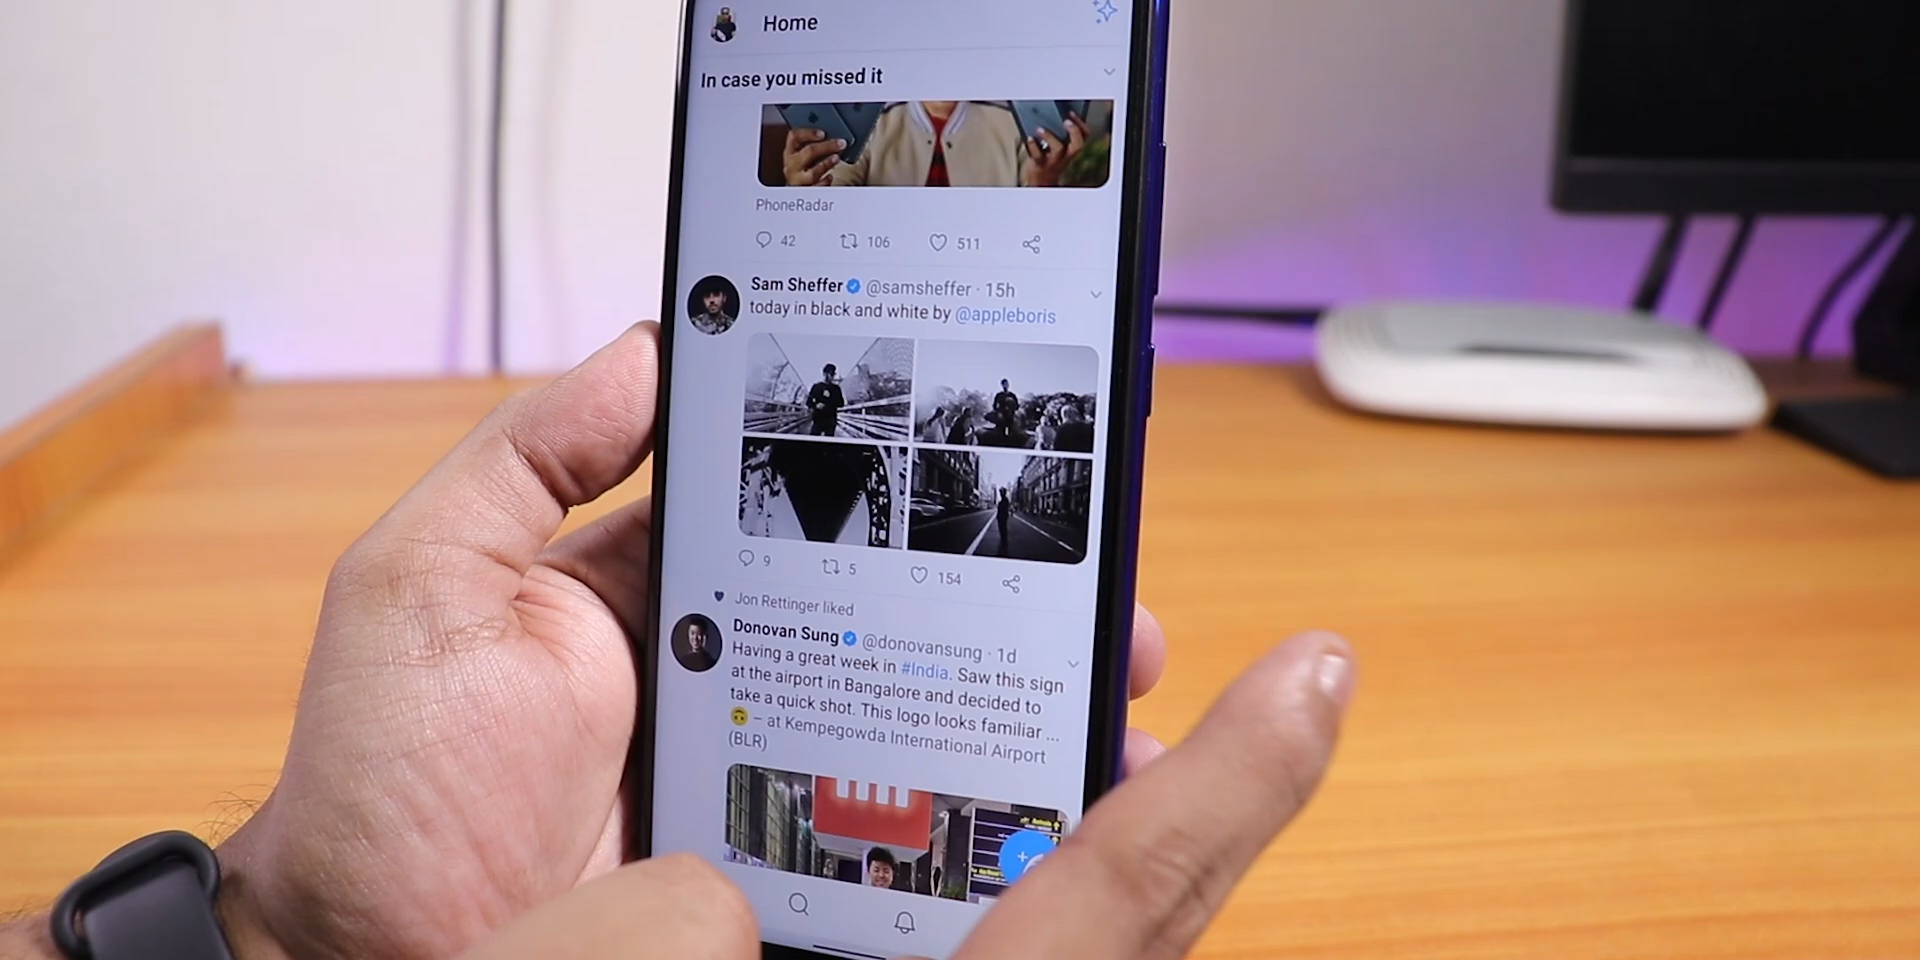 Home
In case you missed it
PhoneRadar
42 106 511
Sam Sheffer @samsheffer · 15h
today in black and white by @appleboris
9 5 154
Jon Rettinger liked
Donovan Sung @donovansung · 1d
Having a great week in #India. Saw this sign
at the airport in Bangalore and decided to
take a quick shot. This logo looks familiar ...
🙃 – at Kempegowda International Airport
(BLR)